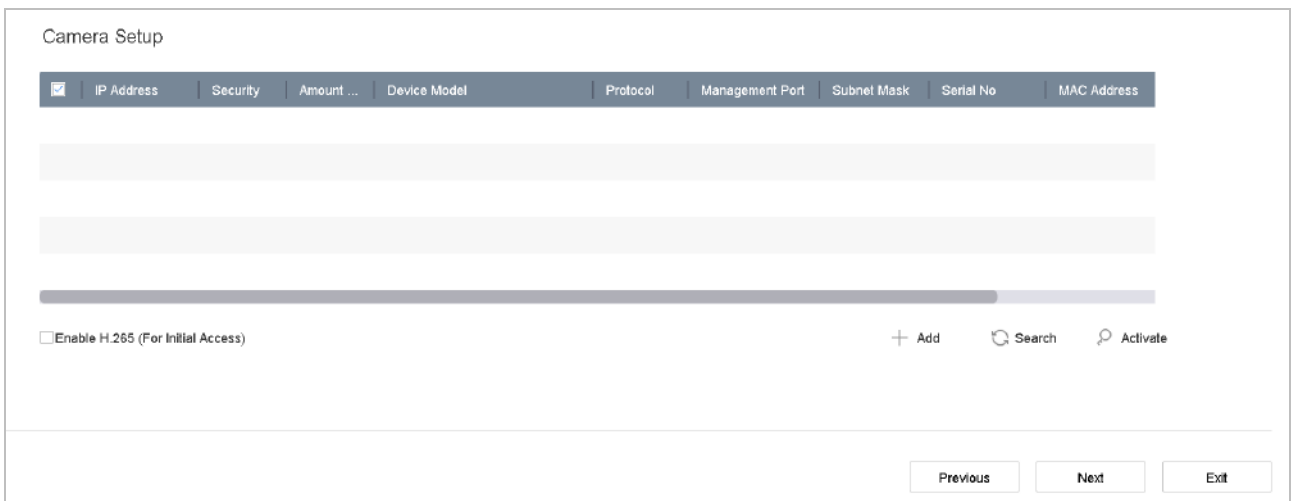 Camera Setup
IP Address Security Amount ... Device Model Protocol Management Port Subnet Mask Serial No MAC Address
Enable H.265 (For Initial Access) Add Search Activate
Previous Next Exit